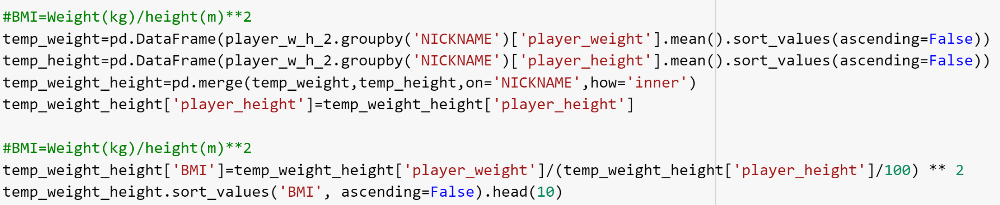 #BMI=Weight(kg)/height(m)**2
temp_weight=pd.DataFrame(player_w_h_2.groupby('NICKNAME')['player_weight'].mean().sort_values(ascending=False))
temp_height=pd.DataFrame(player_w_h_2.groupby('NICKNAME')['player_height'].mean().sort_values(ascending=False))
temp_weight_height=pd.merge(temp_weight,temp_height,on='NICKNAME',how='inner')
temp_weight_height['player_height']=temp_weight_height['player_height']
#BMI=Weight(kg)/height(m)**2
temp_weight_height['BMI']=temp_weight_height['player_weight']/(temp_weight_height['player_height']/100) ** 2
temp_weight_height.sort_values('BMI', ascending=False).head(10)